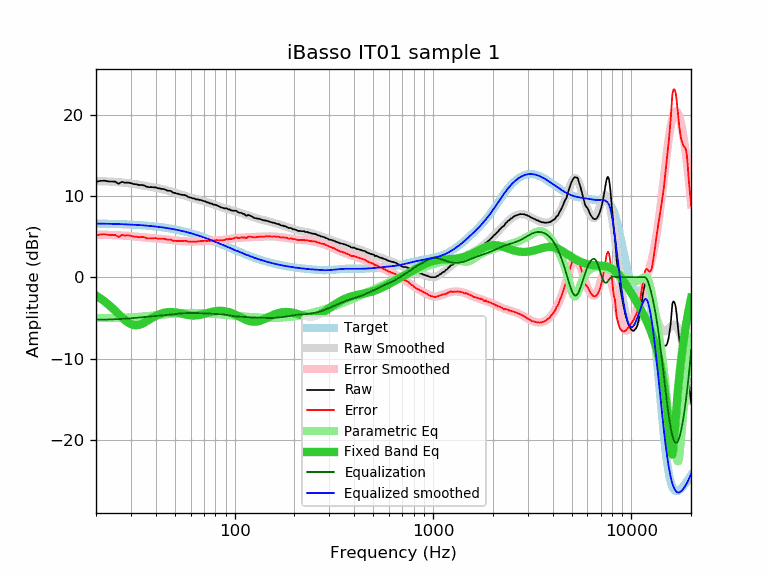 iBasso IT01 sample 1
20
10
0
−10
−20
Amplitude (dBr)
Target
Raw Smoothed
Error Smoothed
Raw
Error
Parametric Eq
Fixed Band Eq
Equalization
Equalized smoothed
100
1000
10000
Frequency (Hz)